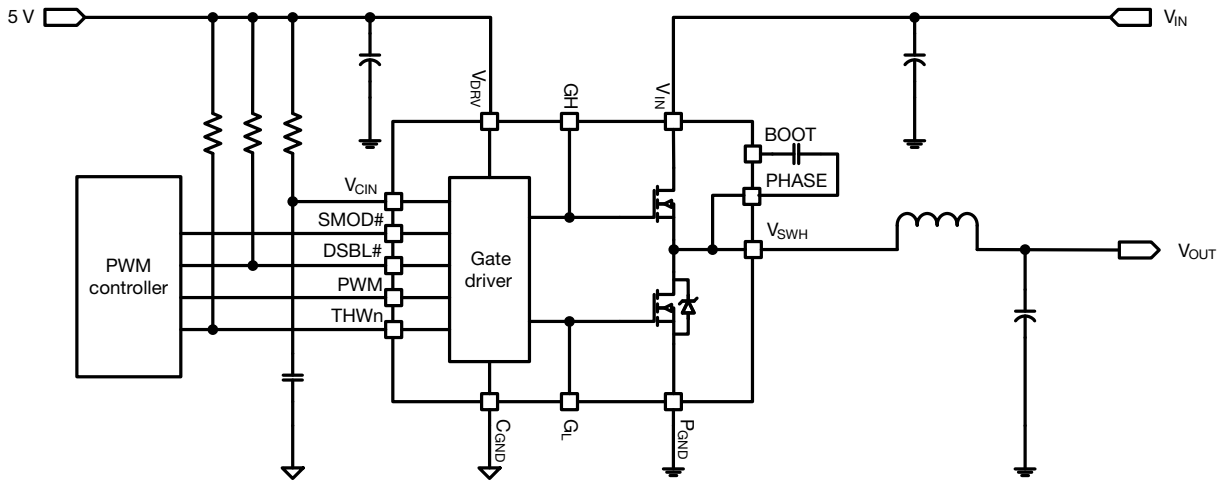 5 V
V_IN
V_DRV
GH
V_IN
BOOT
PHASE
V_CIN
SMOD#
DSBL#
PWM
THWn
PWM
controller
Gate
driver
V_SWH
V_OUT
C_GND
G_L
P_GND